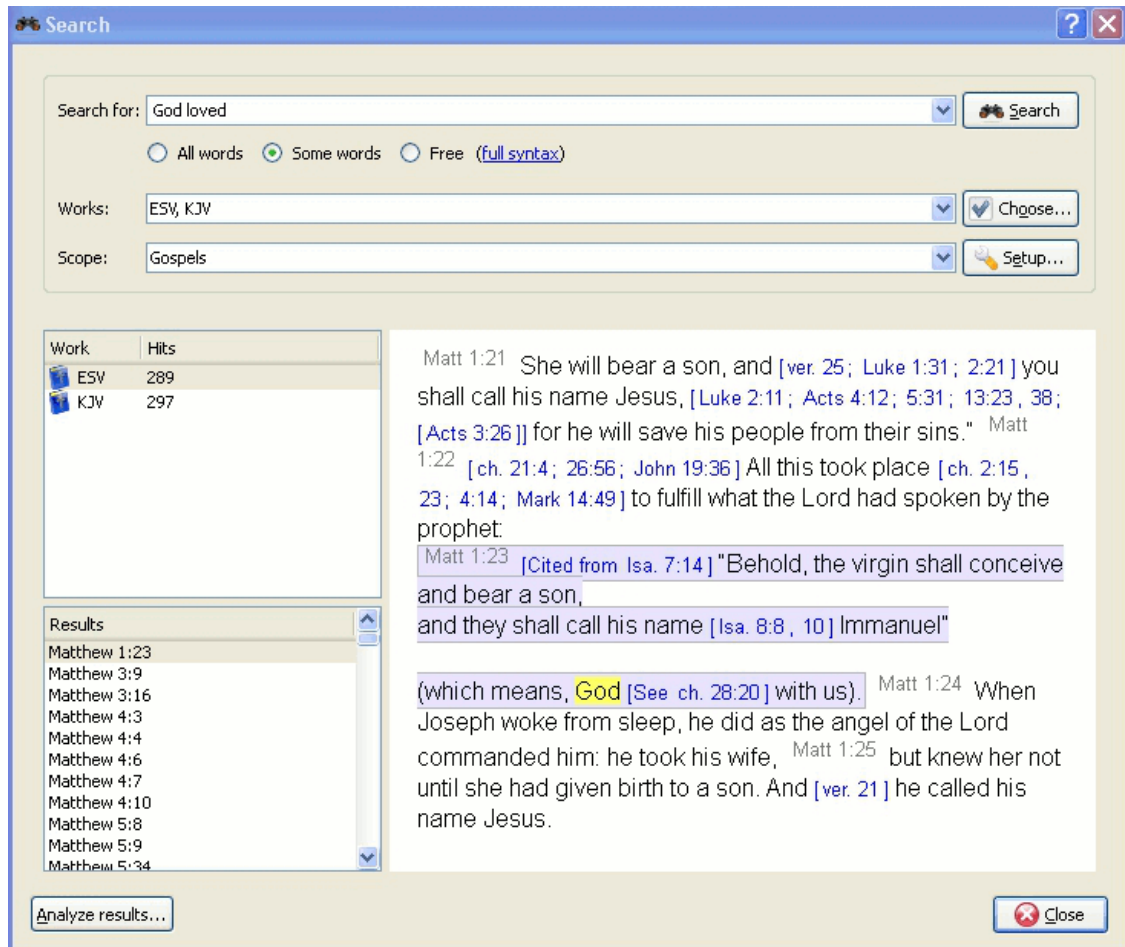 Search
Search for: God loved Search
All words Some words Free (full syntax)
Works: ESV, KJV Choose...
Scope: Gospels Setup...
Work Hits
ESV 289
KJV 297
Results
Matthew 1:23
Matthew 3:9
Matthew 3:16
Matthew 4:3
Matthew 4:4
Matthew 4:6
Matthew 4:7
Matthew 4:10
Matthew 5:8
Matthew 5:9
Matthew 5:34
Matt 1:21 She will bear a son, and [ver. 25; Luke 1:31; 2:21] you
shall call his name Jesus, [Luke 2:11; Acts 4:12; 5:31; 13:23, 38;
[Acts 3:26]] for he will save his people from their sins." Matt
1:22 [ch. 21:4; 26:56; John 19:36] All this took place [ch. 2:15,
23; 4:14; Mark 14:49] to fulfill what the Lord had spoken by the
prophet:
Matt 1:23 [Cited from Isa. 7:14] "Behold, the virgin shall conceive
and bear a son,
and they shall call his name [Isa. 8:8, 10] Immanuel"
(which means, God [See ch. 28:20] with us). Matt 1:24 When
Joseph woke from sleep, he did as the angel of the Lord
commanded him: he took his wife, Matt 1:25 but knew her not
until she had given birth to a son. And [ver. 21] he called his
name Jesus.
Analyze results... Close